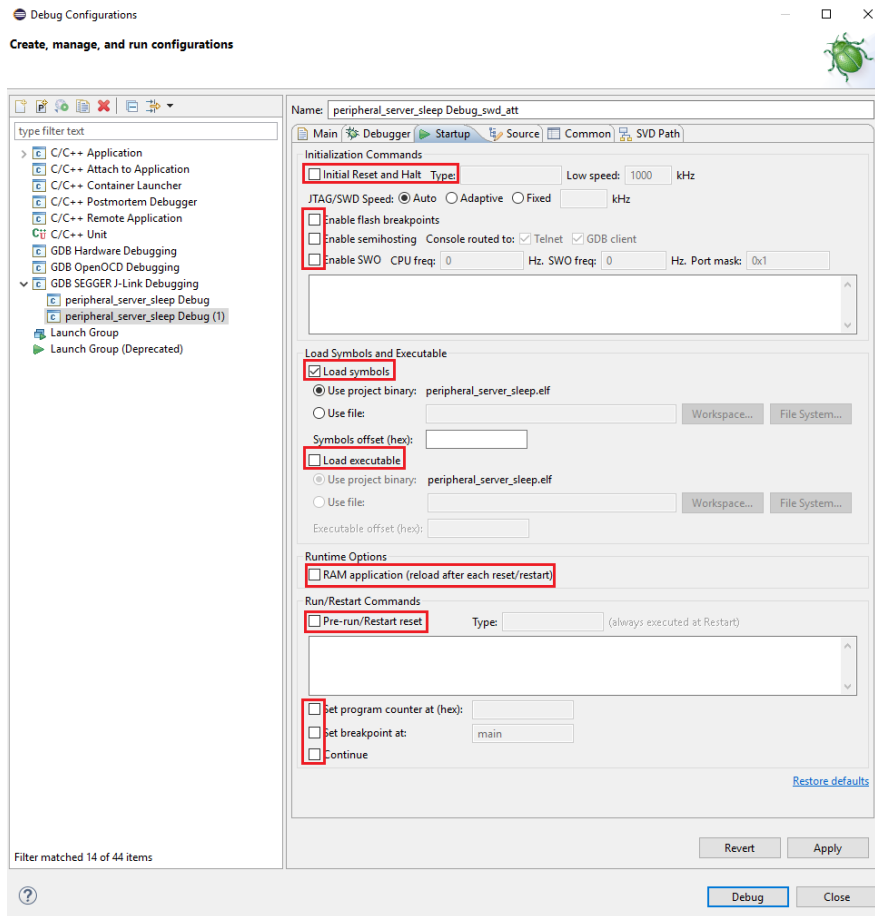 Debug Configurations
Create, manage, and run configurations
type filter text
C/C++ Application
C/C++ Attach to Application
C/C++ Container Launcher
C/C++ Postmortem Debugger
C/C++ Remote Application
C/C++ Unit
GDB Hardware Debugging
GDB OpenOCD Debugging
GDB SEGGER J-Link Debugging
peripheral_server_sleep Debug
peripheral_server_sleep Debug (1)
Launch Group
Launch Group (Deprecated)
Filter matched 14 of 44 items
Name: peripheral_server_sleep Debug_swd_att
Main Debugger Startup Source Common SVD Path
Initialization Commands
Initial Reset and Halt Type: Low speed: 1000 kHz
JTAG/SWD Speed: Auto Adaptive Fixed kHz
Enable flash breakpoints
Enable semihosting Console routed to: Telnet GDB client
Enable SWO CPU freq: 0 Hz. SWO freq: 0 Hz. Port mask: 0x1
Load Symbols and Executable
Load symbols
Use project binary: peripheral_server_sleep.elf
Use file: Workspace... File System...
Symbols offset (hex):
Load executable
Use project binary: peripheral_server_sleep.elf
Use file: Workspace... File System...
Executable offset (hex):
Runtime Options
RAM application (reload after each reset/restart)
Run/Restart Commands
Pre-run/Restart reset Type: (always executed at Restart)
Set program counter at (hex):
Set breakpoint at: main
Continue
Restore defaults
Revert Apply
Debug Close